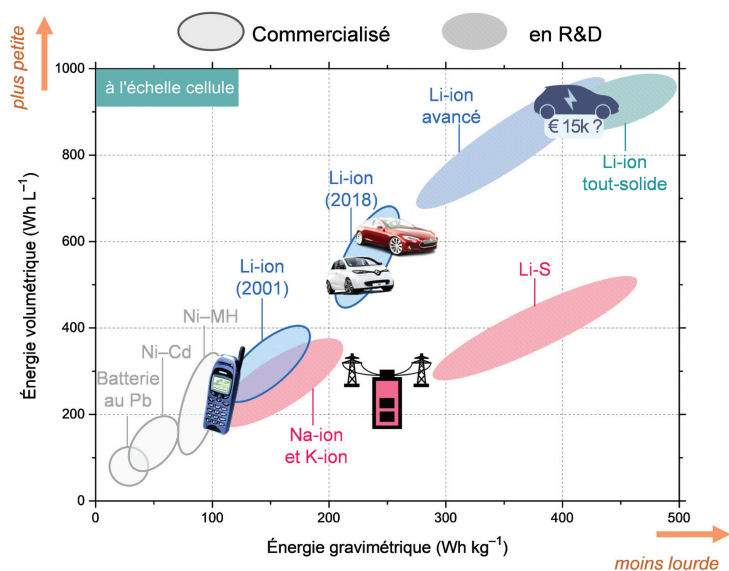 Commercialisé
en R&D
plus petite
1000
800
600
400
200
0
Énergie volumétrique (Wh L⁻¹)
à l'échelle cellule
Li-ion
avancé
€ 15k ?
Li-ion
tout-solide
Li-ion
(2018)
Li-ion
(2001)
Li-S
Ni–MH
Ni–Cd
Batterie
au Pb
Na-ion
et K-ion
0
100
200
300
400
500
Énergie gravimétrique (Wh kg⁻¹)
moins lourde